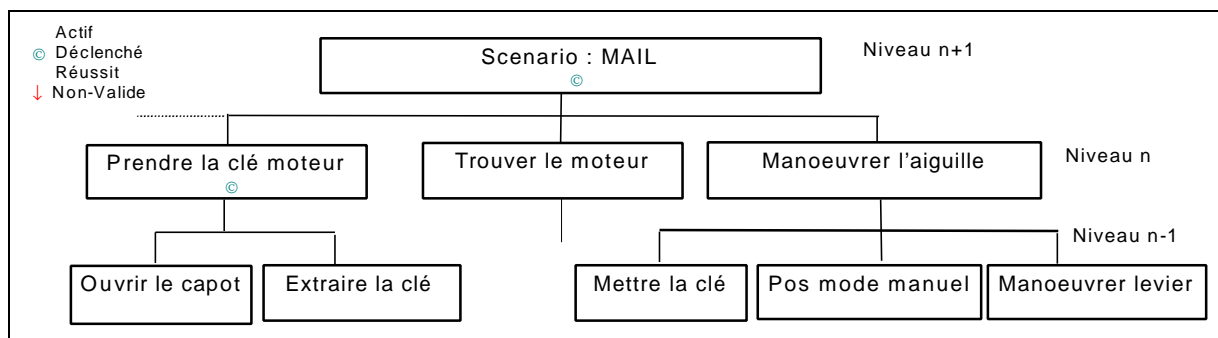 Actif
© Déclenché
Réussit
↓ Non-Valide
Scenario : MAIL
©
Niveau n+1
Prendre la clé moteur
©
Trouver le moteur
Manoeuvrer l'aiguille
Niveau n
Niveau n-1
Ouvrir le capot
Extraire la clé
Mettre la clé
Pos mode manuel
Manoeuvrer levier